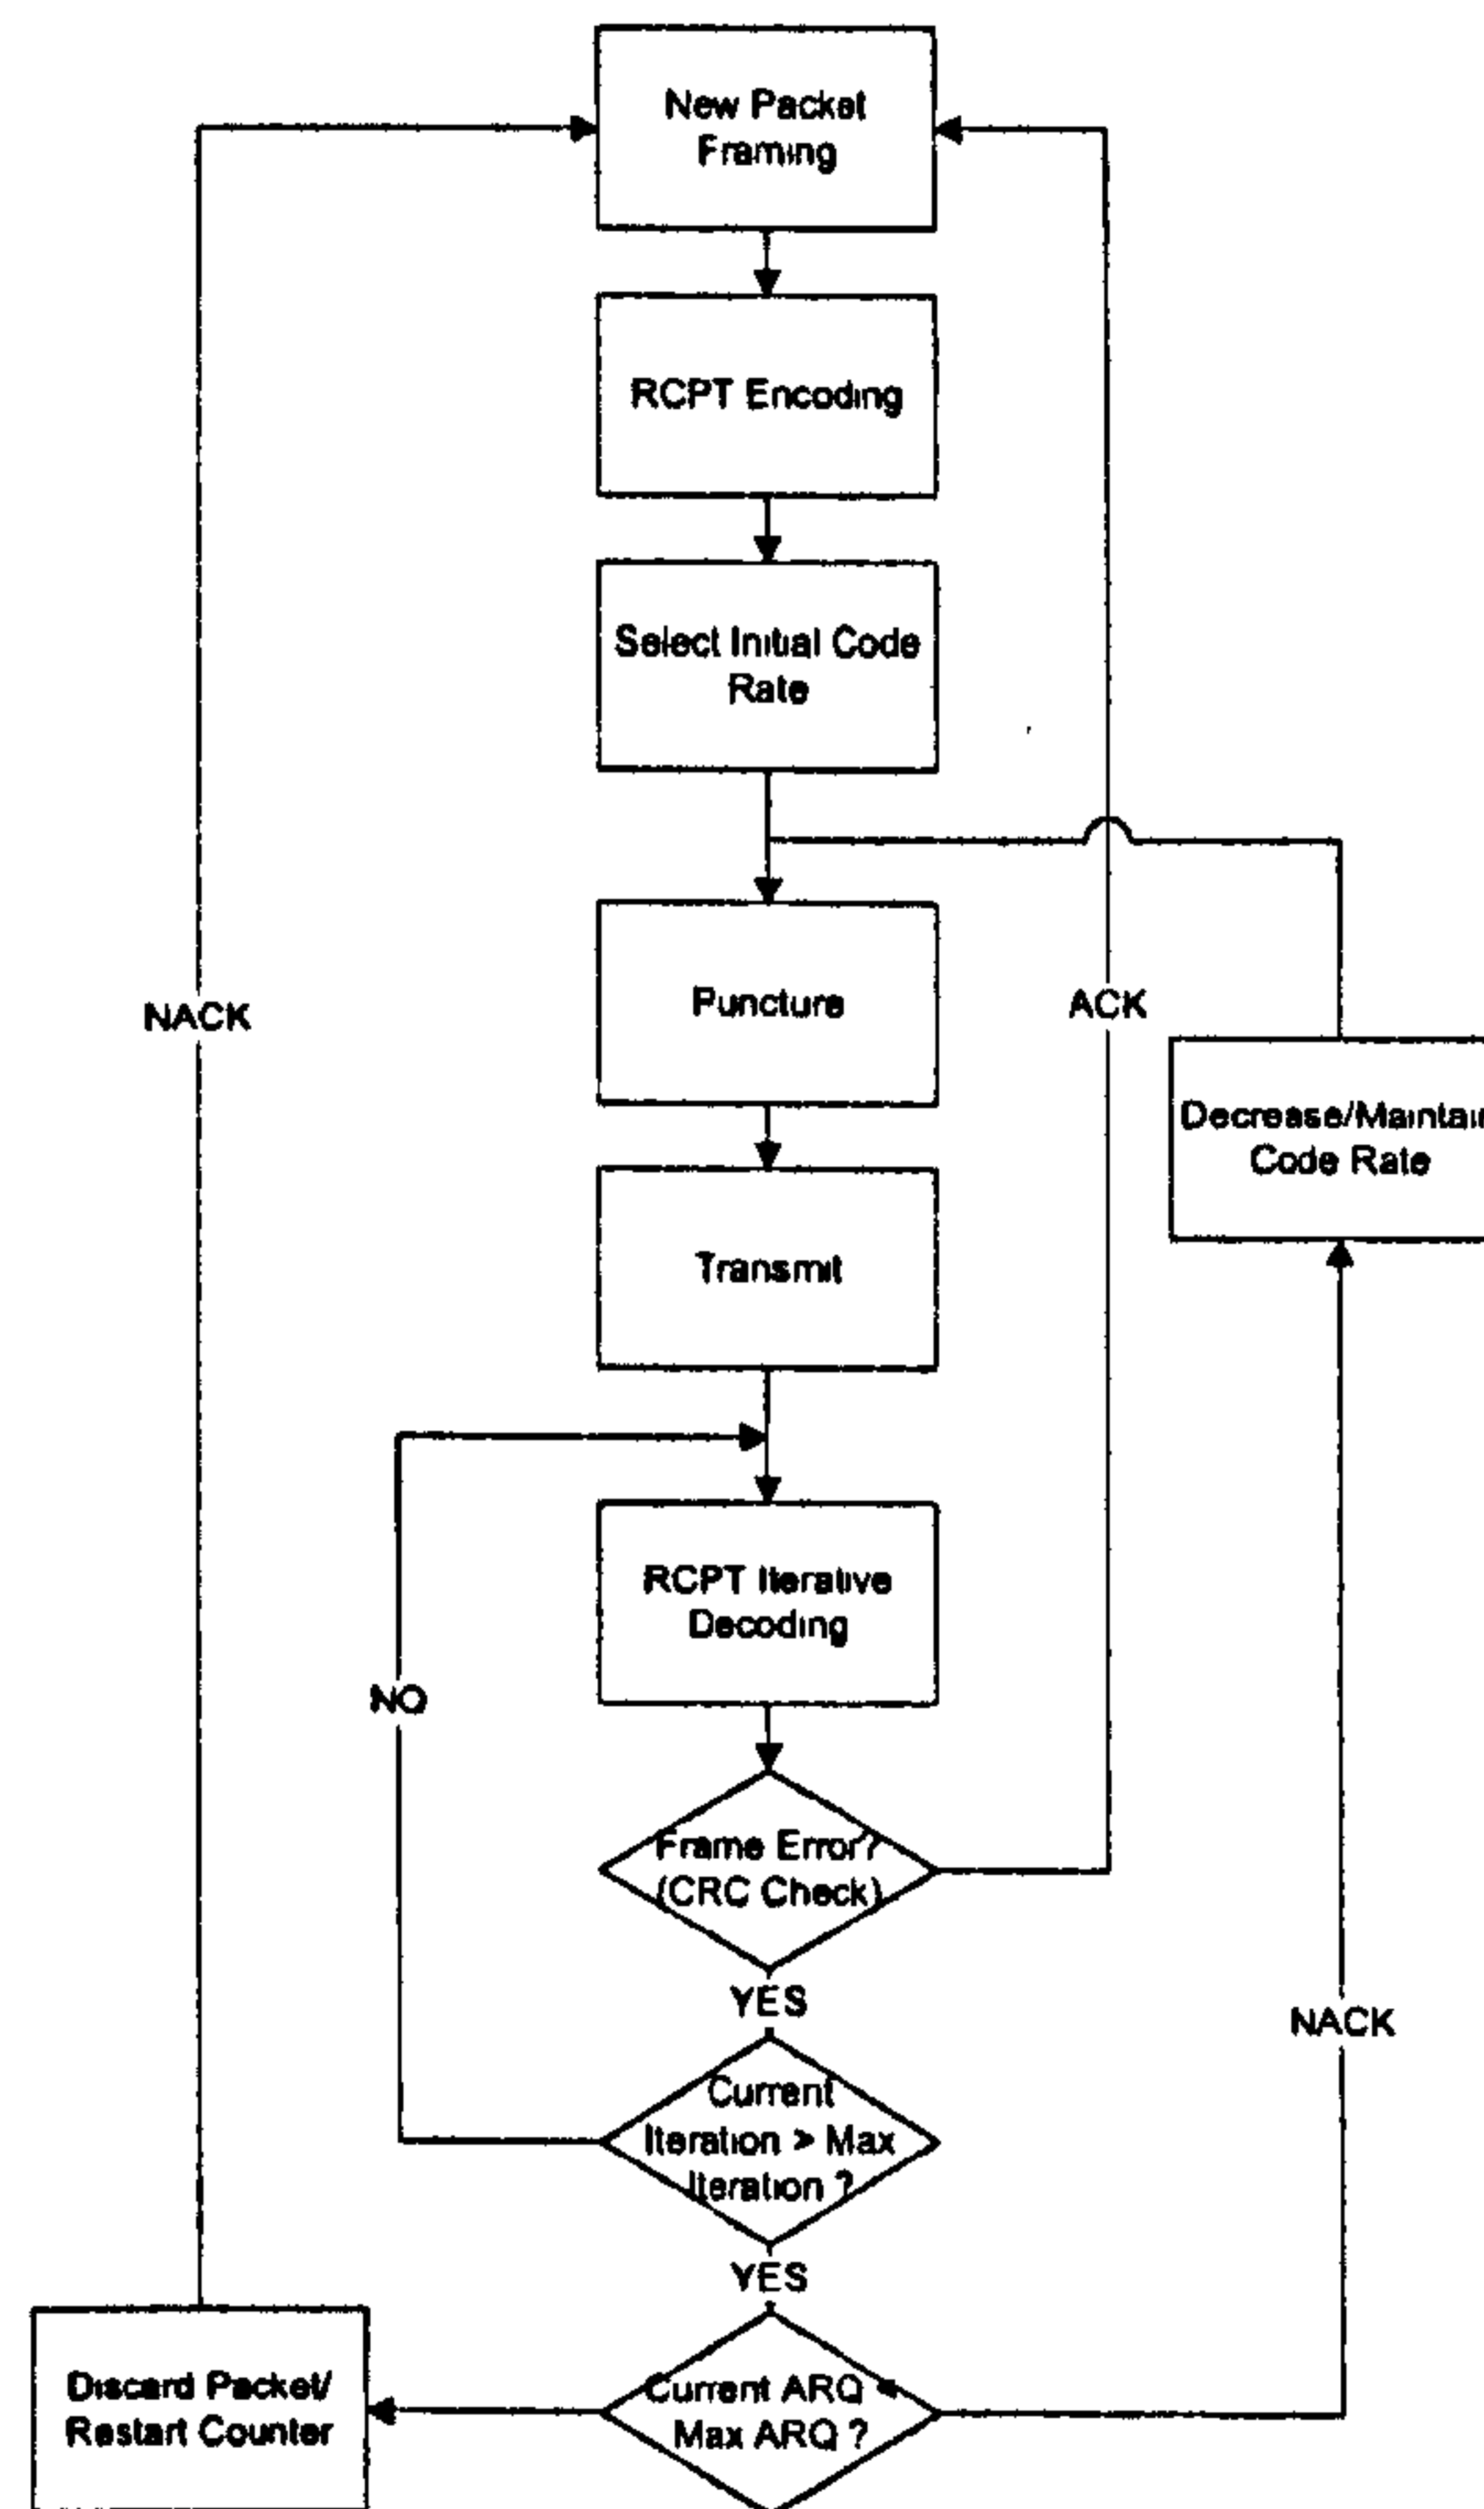 New Packet
Framing
RCPT Encoding
Select Initial Code
Rate
Puncture
NACK
ACK
Decrease/Maintain
Code Rate
Transmit
RCPT Iterative
Decoding
NO
Frame Error?
(CRC Check)
YES
NACK
Current
Iteration > Max
Iteration ?
YES
Discard Packet/
Restart Counter
Current ARQ
Max ARQ ?